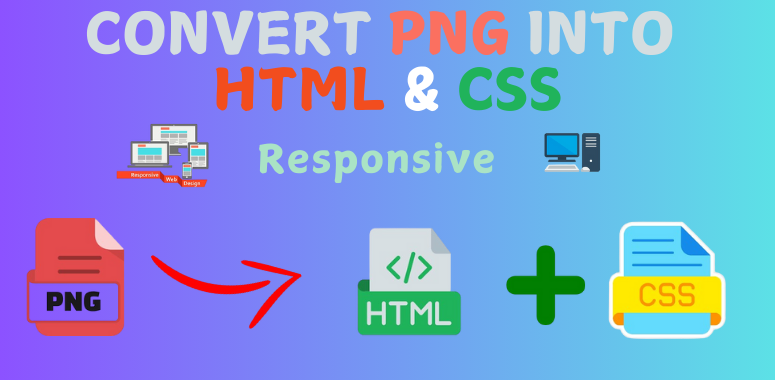 CONVERT PNG INTO
HTML & CSS
Responsive
Responsive Web Design
PNG
</>
HTML
CSS